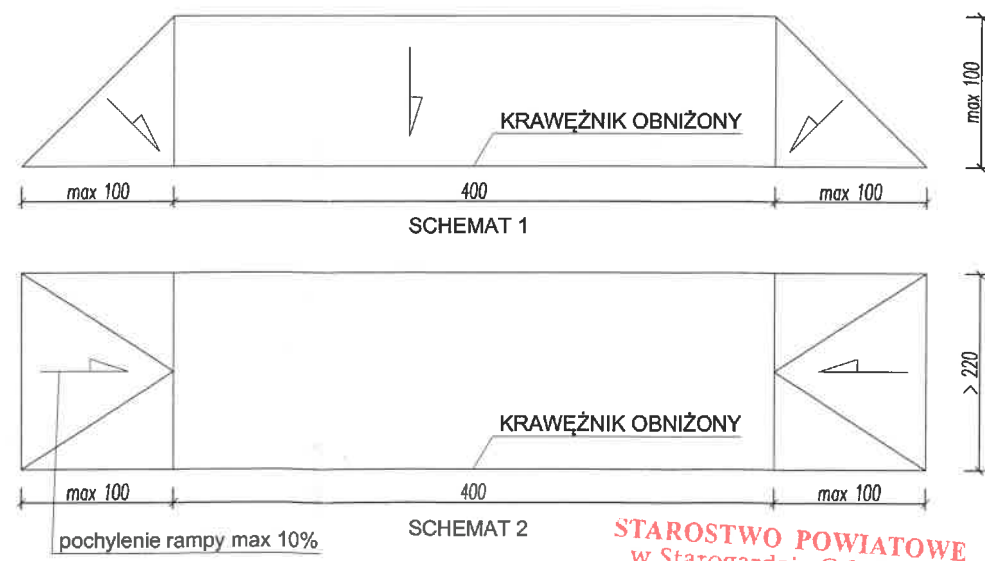 max 100
KRAWĘŻNIK OBNIŻONY
max 100
400
max 100
SCHEMAT 1
> 220
KRAWĘŻNIK OBNIŻONY
max 100
400
max 100
pochylenie rampy max 10%
SCHEMAT 2
STAROSTWO POWIATOWE
w